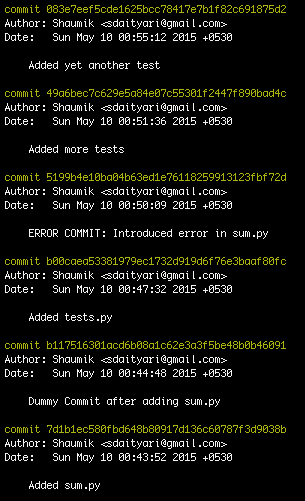 commit 083e7eef5cde1625bcc78417e7b1f82c691875d2
Author: Shaumik <sdaityari@gmail.com>
Date:   Sun May 10 00:55:12 2015 +0530
Added yet another test
commit 49a6bec7c629e5a84e07c55301f2447f890bad4c
Author: Shaumik <sdaityari@gmail.com>
Date:   Sun May 10 00:51:36 2015 +0530
Added more tests
commit 5199b4e10ba04b63ed1e76118259913123fbf72d
Author: Shaumik <sdaityari@gmail.com>
Date:   Sun May 10 00:50:09 2015 +0530
ERROR COMMIT: Introduced error in sum.py
commit b00caea53381979ec1732d919d6f76e3baaf80fc
Author: Shaumik <sdaityari@gmail.com>
Date:   Sun May 10 00:47:32 2015 +0530
Added tests.py
commit b117516301acd6b08a1c62e3a3f5be48b0b46091
Author: Shaumik <sdaityari@gmail.com>
Date:   Sun May 10 00:44:48 2015 +0530
Dummy Commit after adding sum.py
commit 7d1b1ec580fbd648b80917d136c60787f3d9038b
Author: Shaumik <sdaityari@gmail.com>
Date:   Sun May 10 00:43:52 2015 +0530
Added sum.py